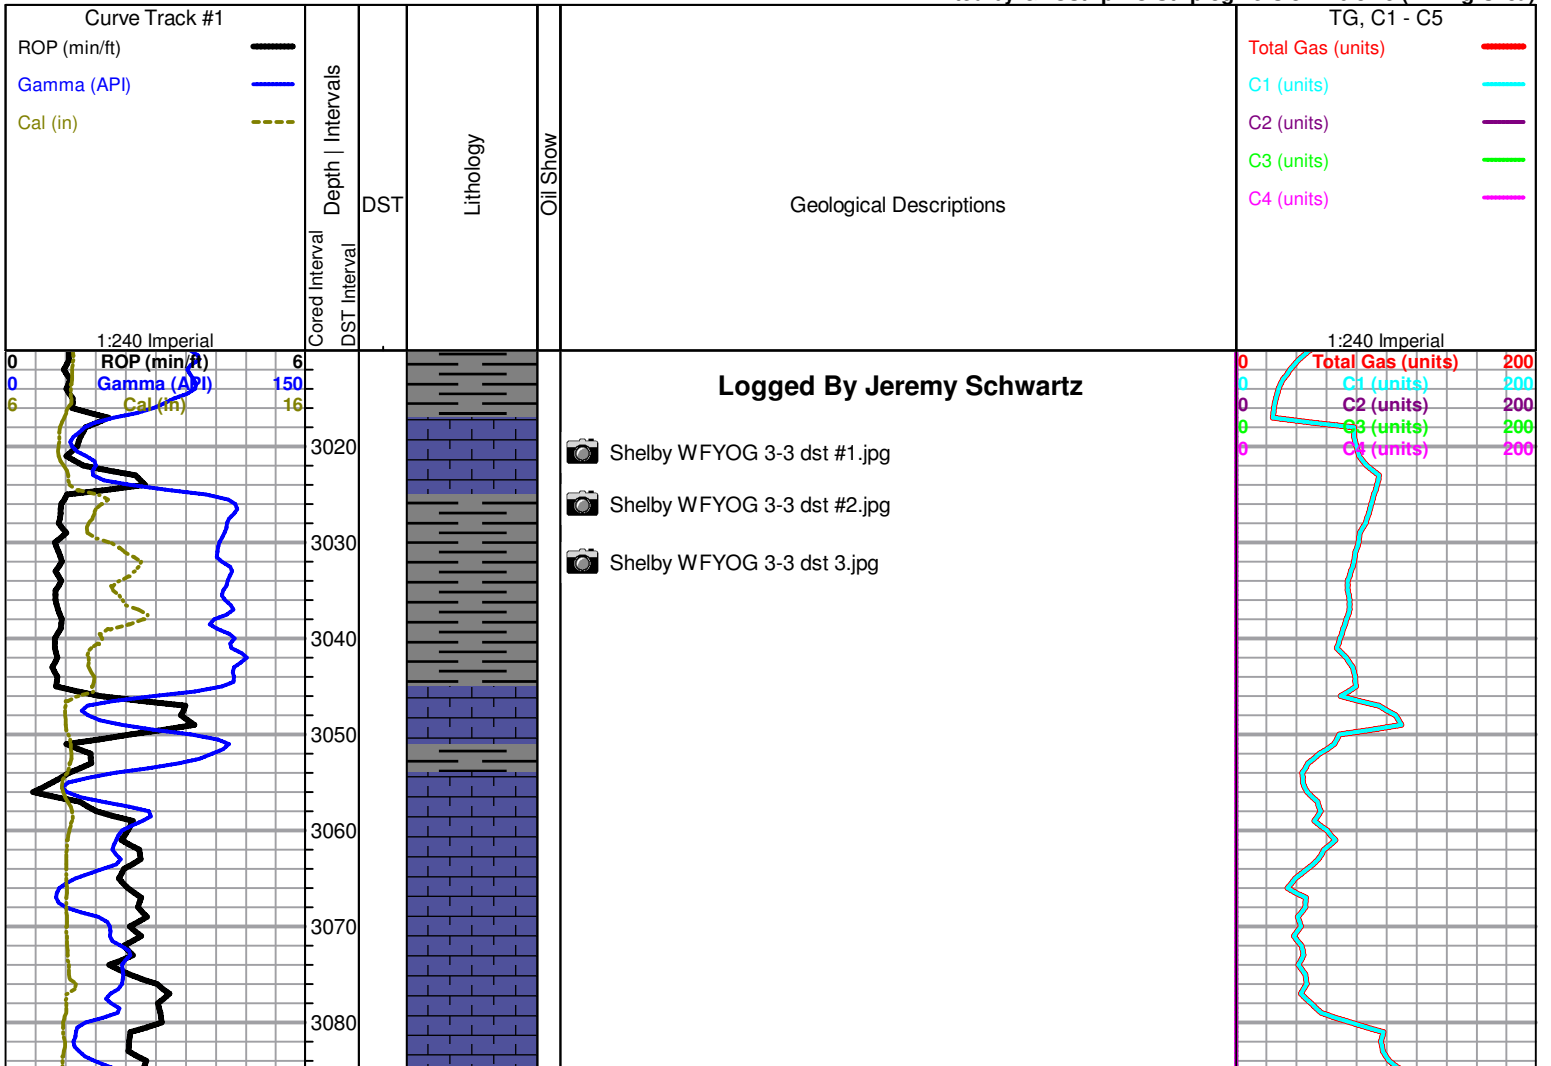 Curve Track #1
ROP (min/ft)
Gamma (API)
Cal (in)
1:240 Imperial
Depth | Intervals
Cored Interval
DST Interval
DST
Lithology
Oil Show
Geological Descriptions
TG, C1 - C5
Total Gas (units)
C1 (units)
C2 (units)
C3 (units)
C4 (units)
1:240 Imperial
0 ROP (min/ft) 6
0 Gamma (API) 150
6 Cal (in) 16
0 Total Gas (units) 200
0 C1 (units) 200
0 C2 (units) 200
0 C3 (units) 200
0 C4 (units) 200
Logged By Jeremy Schwartz
Shelby WFYOG 3-3 dst #1.jpg
Shelby WFYOG 3-3 dst #2.jpg
Shelby WFYOG 3-3 dst 3.jpg
3020
3030
3040
3050
3060
3070
3080